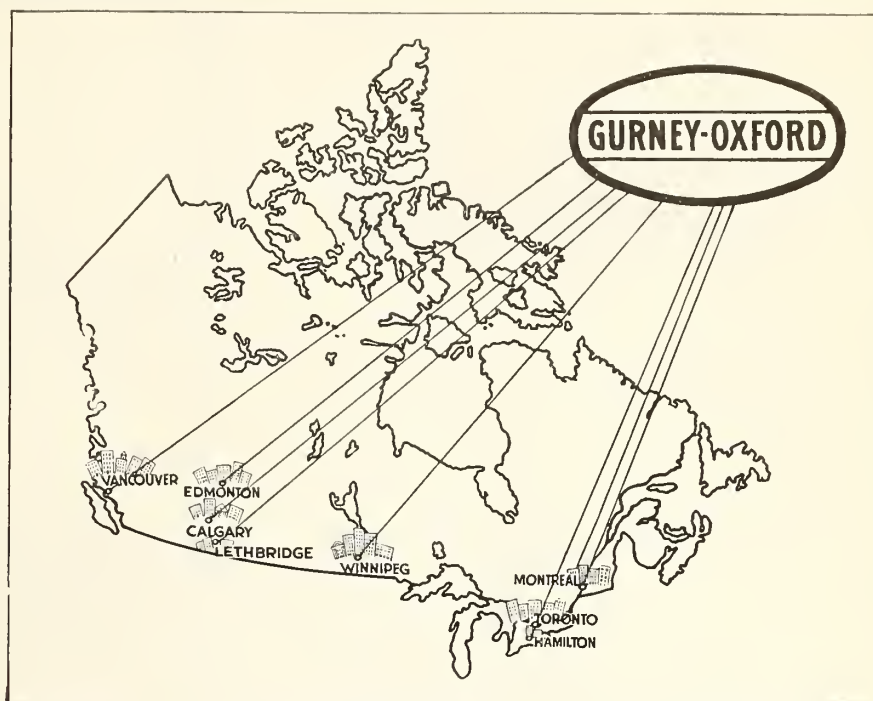 GURNEY-OXFORD
VANCOUVER
EDMONTON
CALGARY
LETHBRIDGE
WINNIPEG
MONTREAL
TORONTO
HAMILTON